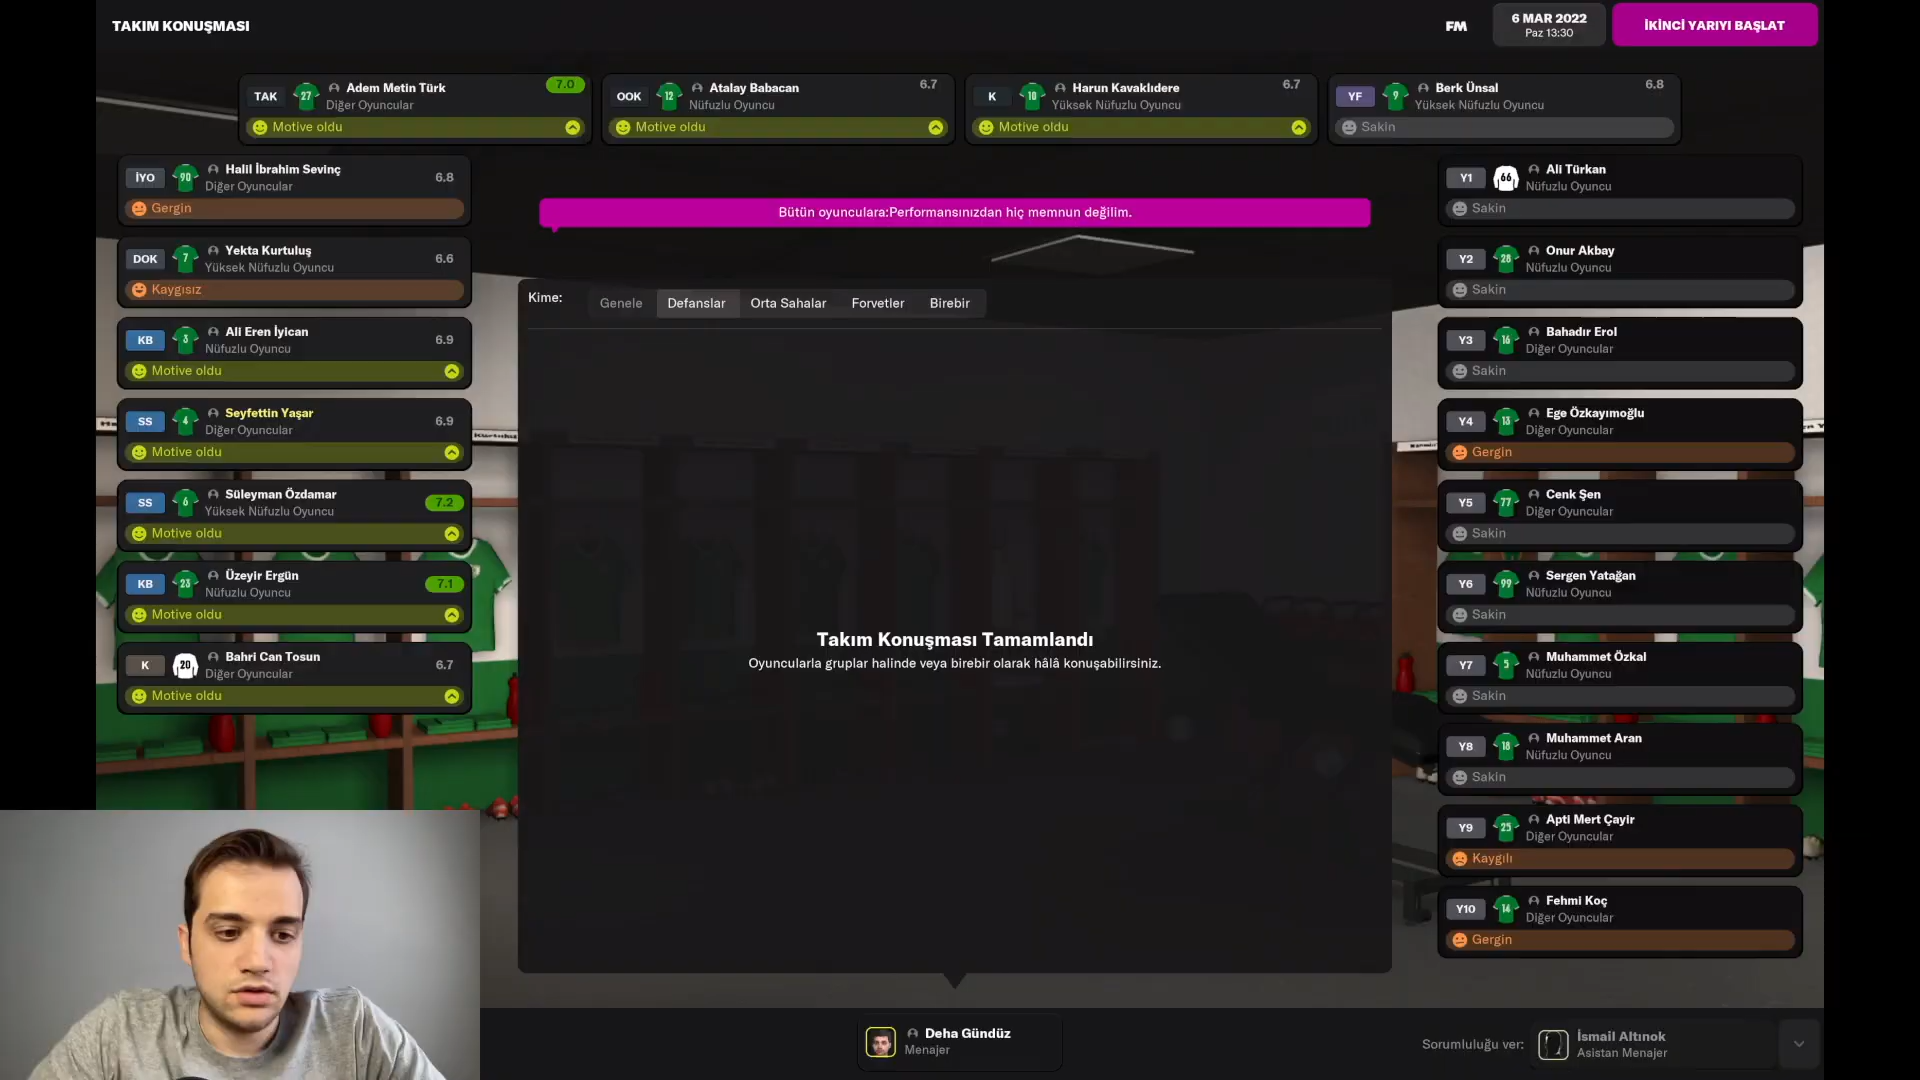 TAKIM KONUŞMASI
FM
6 MAR 2022
Paz 13:30
İKİNCİ YARIYI BAŞLAT
TAK
27
Adem Metin Türk
Diğer Oyuncular
7.0
Motive oldu
OOK
12
Atalay Babacan
Nüfuzlu Oyuncu
6.7
Motive oldu
K
10
Harun Kavaklıdere
Yüksek Nüfuzlu Oyuncu
6.7
Motive oldu
YF
9
Berk Ünsal
Yüksek Nüfuzlu Oyuncu
6.8
Sakin
İYO
90
Halil İbrahim Sevinç
Diğer Oyuncular
6.8
Gergin
DOK
7
Yekta Kurtuluş
Yüksek Nüfuzlu Oyuncu
6.6
Kaygısız
KB
3
Ali Eren İyican
Nüfuzlu Oyuncu
6.9
Motive oldu
SS
4
Seyfettin Yaşar
Diğer Oyuncular
6.9
Motive oldu
SS
6
Süleyman Özdamar
Yüksek Nüfuzlu Oyuncu
7.2
Motive oldu
KB
23
Üzeyir Ergün
Nüfuzlu Oyuncu
7.1
Motive oldu
K
20
Bahri Can Tosun
Diğer Oyuncular
6.7
Motive oldu
Bütün oyunculara:Performansınızdan hiç memnun değilim.
Kime:
Genele
Defanslar
Orta Sahalar
Forvetler
Birebir
Takım Konuşması Tamamlandı
Oyuncularla gruplar halinde veya birebir olarak hâlâ konuşabilirsiniz.
Y1
66
Ali Türkan
Nüfuzlu Oyuncu
Sakin
Y2
28
Onur Akbay
Nüfuzlu Oyuncu
Sakin
Y3
16
Bahadır Erol
Diğer Oyuncular
Sakin
Y4
13
Ege Özkayımoğlu
Diğer Oyuncular
Gergin
Y5
77
Cenk Şen
Diğer Oyuncular
Sakin
Y6
99
Sergen Yatağan
Nüfuzlu Oyuncu
Sakin
Y7
5
Muhammet Özkal
Nüfuzlu Oyuncu
Sakin
Y8
18
Muhammet Aran
Nüfuzlu Oyuncu
Sakin
Y9
25
Apti Mert Çayir
Diğer Oyuncular
Kaygılı
Y10
14
Fehmi Koç
Diğer Oyuncular
Gergin
Deha Gündüz
Menajer
Sorumluluğu ver:
İsmail Altınok
Asistan Menajer